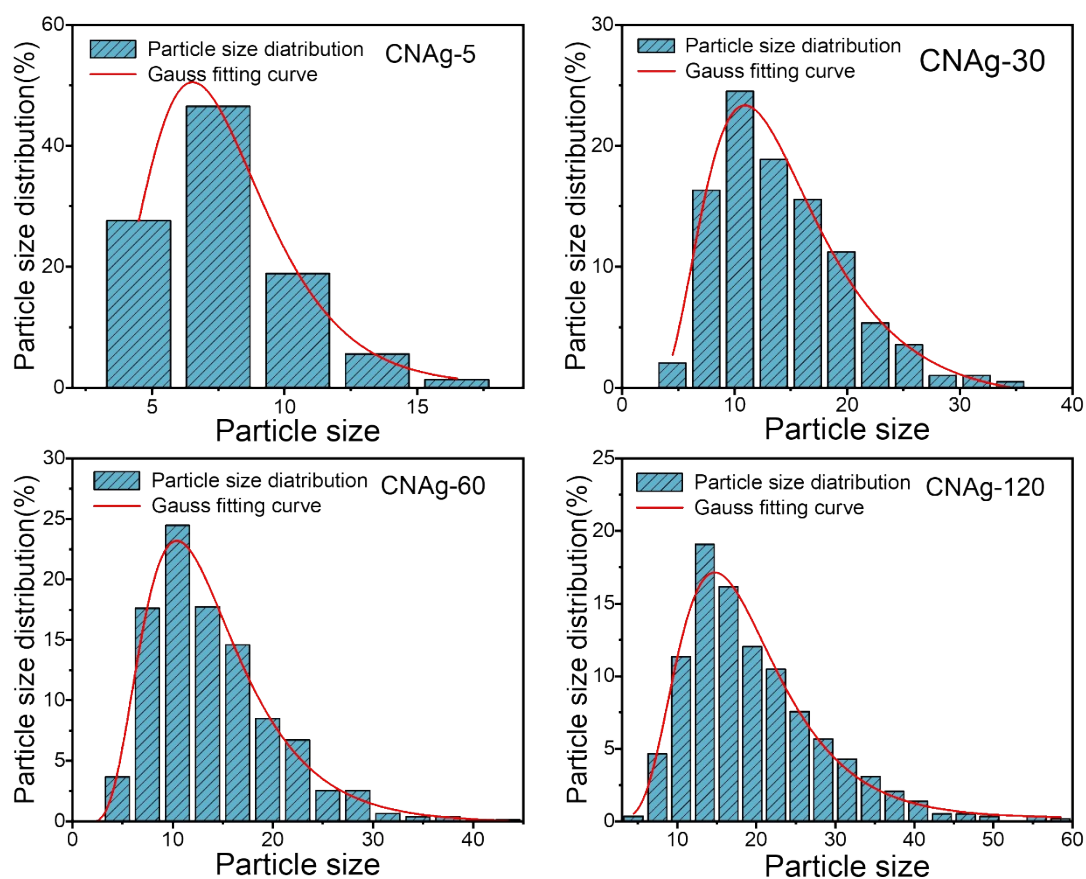 Particle size distribution(%)
60
40
20
0
Particle size diatribution
Gauss fitting curve
CNAg-5
5
10
15
Particle size
Particle size distribution(%)
30
20
10
0
Particle size diatribution
Gauss fitting curve
CNAg-30
0
10
20
30
40
Particle size
Particle size distribution(%)
30
25
20
15
10
5
0
Particle size diatribution
Gauss fitting curve
CNAg-60
0
10
20
30
40
Particle size
Particle size distribution(%)
25
20
15
10
5
0
Particle size diatribution
Gauss fitting curve
CNAg-120
10
20
30
40
50
60
Particle size